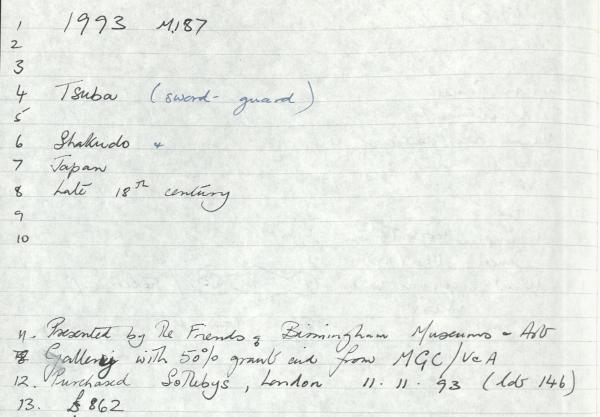 1 1993 M187
2
3
4 Tsuba (sword-guard)
5
6 Shakudo &
7 Japan
8 Late 18TH century
9
10
11. Presented by The Friends of Birmingham Museums & Art
Gallery with 50% grant aid from MGC/V&A
12. Purchased Sothebys, London 11.11.93 (lot 146)
13. £862